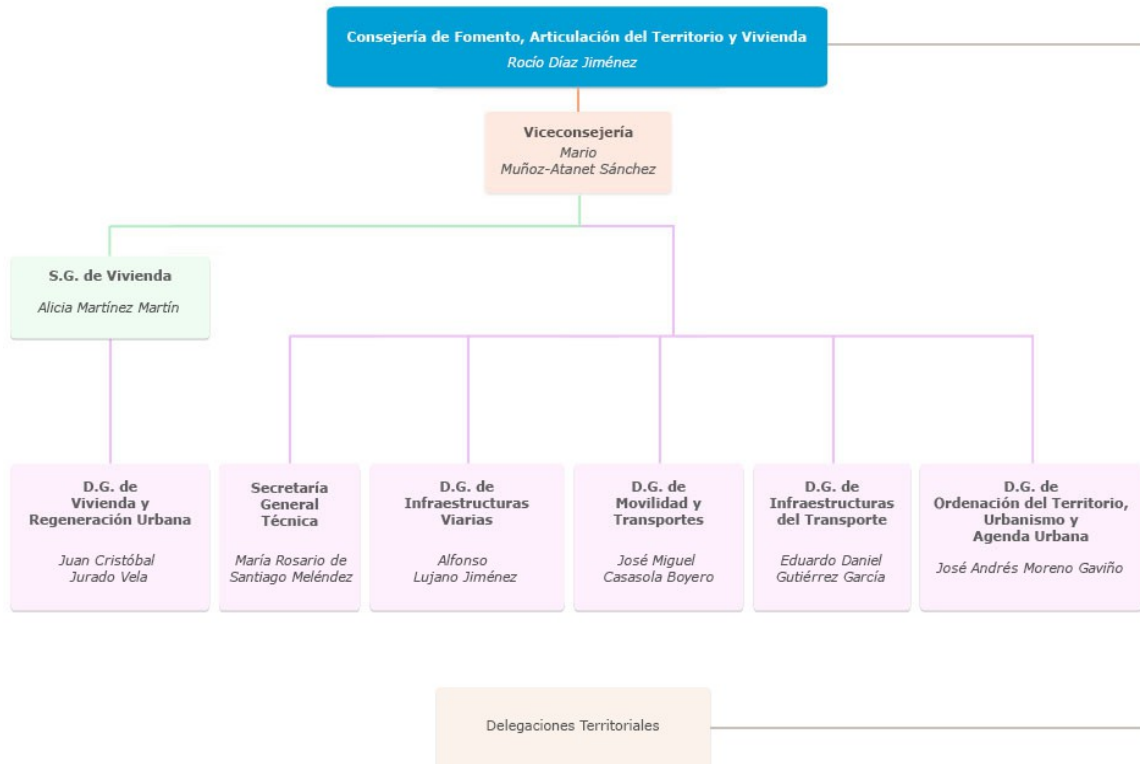 Consejería de Fomento, Articulación del Territorio y Vivienda
Rocío Díaz Jiménez
Viceconsejería
Mario
Muñoz-Atanet Sánchez
S.G. de Vivienda
Alicia Martínez Martín
D.G. de
Vivienda y
Regeneración Urbana
Juan Cristóbal
Jurado Vela
Secretaría
General
Técnica
María Rosario de
Santiago Meléndez
D.G. de
Infraestructuras
Viarias
Alfonso
Lujano Jiménez
D.G. de
Movilidad y
Transportes
José Miguel
Casasola Boyero
D.G. de
Infraestructuras
del Transporte
Eduardo Daniel
Gutiérrez García
D.G. de
Ordenación del Territorio,
Urbanismo y
Agenda Urbana
José Andrés Moreno Gaviño
Delegaciones Territoriales